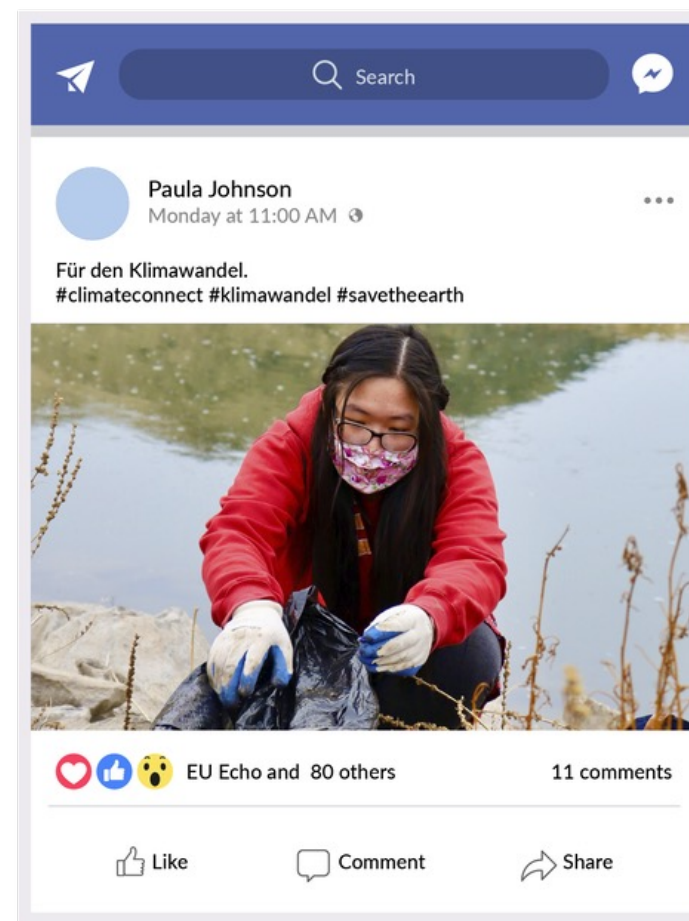 Search
Paula Johnson
Monday at 11:00 AM
Für den Klimawandel.
#climateconnect #klimawandel #savetheearth
EU Echo and 80 others
11 comments
Like
Comment
Share